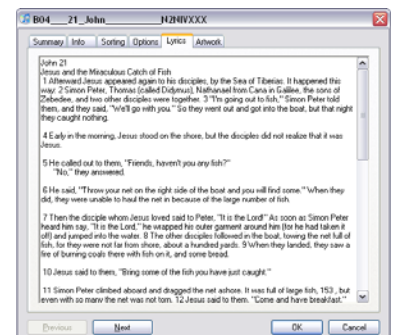 B04___21_John_________N2NIVXXX
Summary Info Sorting Options Lyrics Artwork
John 21
Jesus and the Miraculous Catch of Fish
1 Afterward Jesus appeared again to his disciples, by the Sea of Tiberias. It happened this
way: 2 Simon Peter, Thomas (called Didymus), Nathanael from Cana in Galilee, the sons of
Zebedee, and two other disciples were together. 3 "I'm going out to fish," Simon Peter told
them, and they said, "We'll go with you." So they went out and got into the boat, but that night
they caught nothing.
4 Early in the morning, Jesus stood on the shore, but the disciples did not realize that it was
Jesus.
5 He called out to them, "Friends, haven't you any fish?"
"No," they answered.
6 He said, "Throw your net on the right side of the boat and you will find some." When they
did, they were unable to haul the net in because of the large number of fish.
7 Then the disciple whom Jesus loved said to Peter, "It is the Lord!" As soon as Simon Peter
heard him say, "It is the Lord," he wrapped his outer garment around him (for he had taken it
off) and jumped into the water. 8 The other disciples followed in the boat, towing the net full of
fish, for they were not far from shore, about a hundred yards. 9 When they landed, they saw a
fire of burning coals there with fish on it, and some bread.
10 Jesus said to them, "Bring some of the fish you have just caught."
11 Simon Peter climbed aboard and dragged the net ashore. It was full of large fish, 153 , but
even with so many the net was not torn. 12 Jesus said to them, "Come and have breakfast."
Previous Next OK Cancel